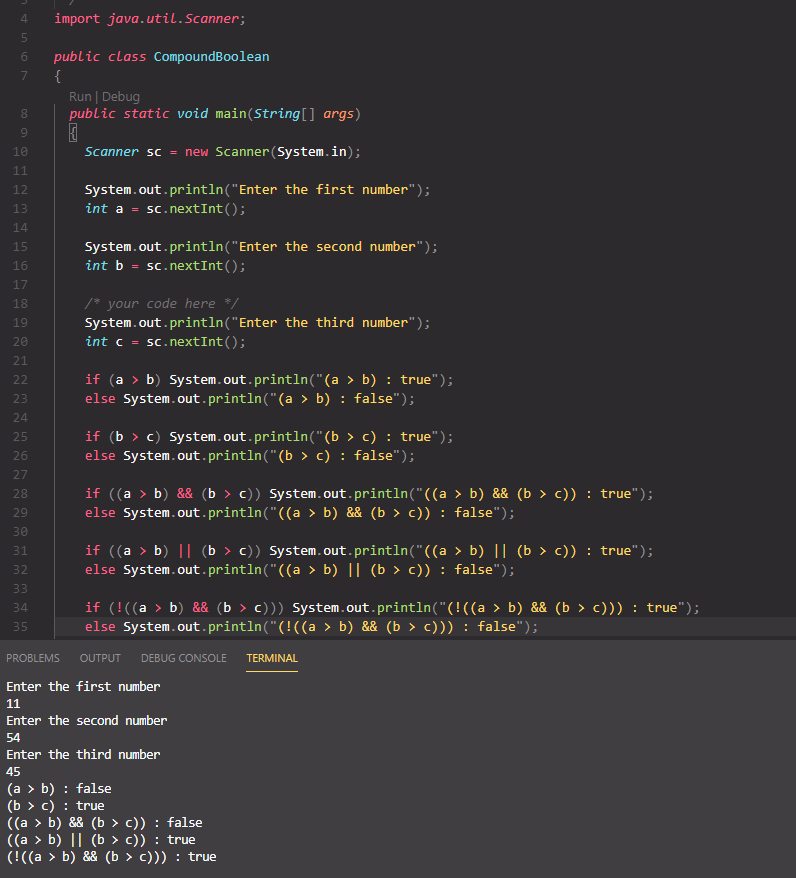 4 import java.util.Scanner;
5
6 public class CompoundBoolean
7 {
Run | Debug
8 public static void main(String[] args)
9 {
10 Scanner sc = new Scanner(System.in);
11
12 System.out.println("Enter the first number");
13 int a = sc.nextInt();
14
15 System.out.println("Enter the second number");
16 int b = sc.nextInt();
17
18 /* your code here */
19 System.out.println("Enter the third number");
20 int c = sc.nextInt();
21
22 if (a > b) System.out.println("(a > b) : true");
23 else System.out.println("(a > b) : false");
24
25 if (b > c) System.out.println("(b > c) : true");
26 else System.out.println("(b > c) : false");
27
28 if ((a > b) && (b > c)) System.out.println("((a > b) && (b > c)) : true");
29 else System.out.println("((a > b) && (b > c)) : false");
30
31 if ((a > b) || (b > c)) System.out.println("((a > b) || (b > c)) : true");
32 else System.out.println("((a > b) || (b > c)) : false");
33
34 if (!((a > b) && (b > c))) System.out.println("(!((a > b) && (b > c))) : true");
35 else System.out.println("(!((a > b) && (b > c))) : false");
PROBLEMS OUTPUT DEBUG CONSOLE TERMINAL
Enter the first number
11
Enter the second number
54
Enter the third number
45
(a > b) : false
(b > c) : true
((a > b) && (b > c)) : false
((a > b) || (b > c)) : true
(!((a > b) && (b > c))) : true